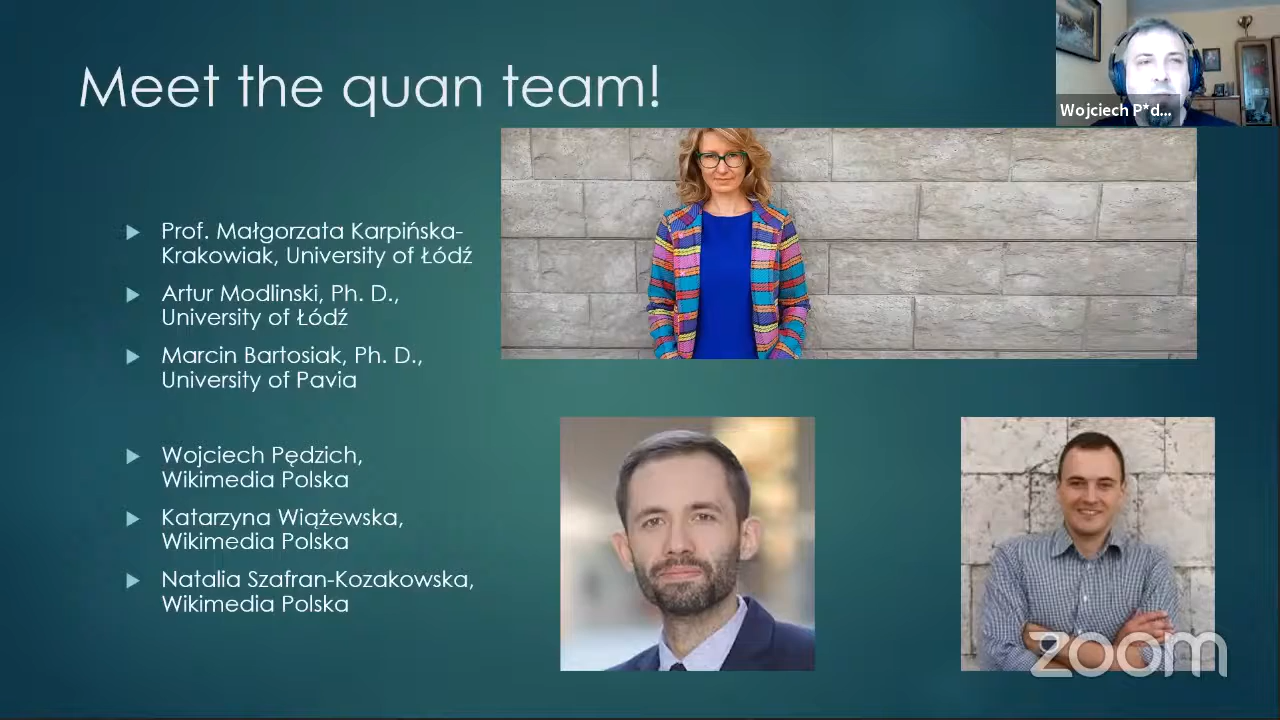 Meet the quan team!
Wojciech P*d...
Prof. Małgorzata Karpińska-
Krakowiak, University of Łódź
Artur Modlinski, Ph. D.,
University of Łódź
Marcin Bartosiak, Ph. D.,
University of Pavia
Wojciech Pędzich,
Wikimedia Polska
Katarzyna Wiążewska,
Wikimedia Polska
Natalia Szafran-Kozakowska,
Wikimedia Polska
zoom